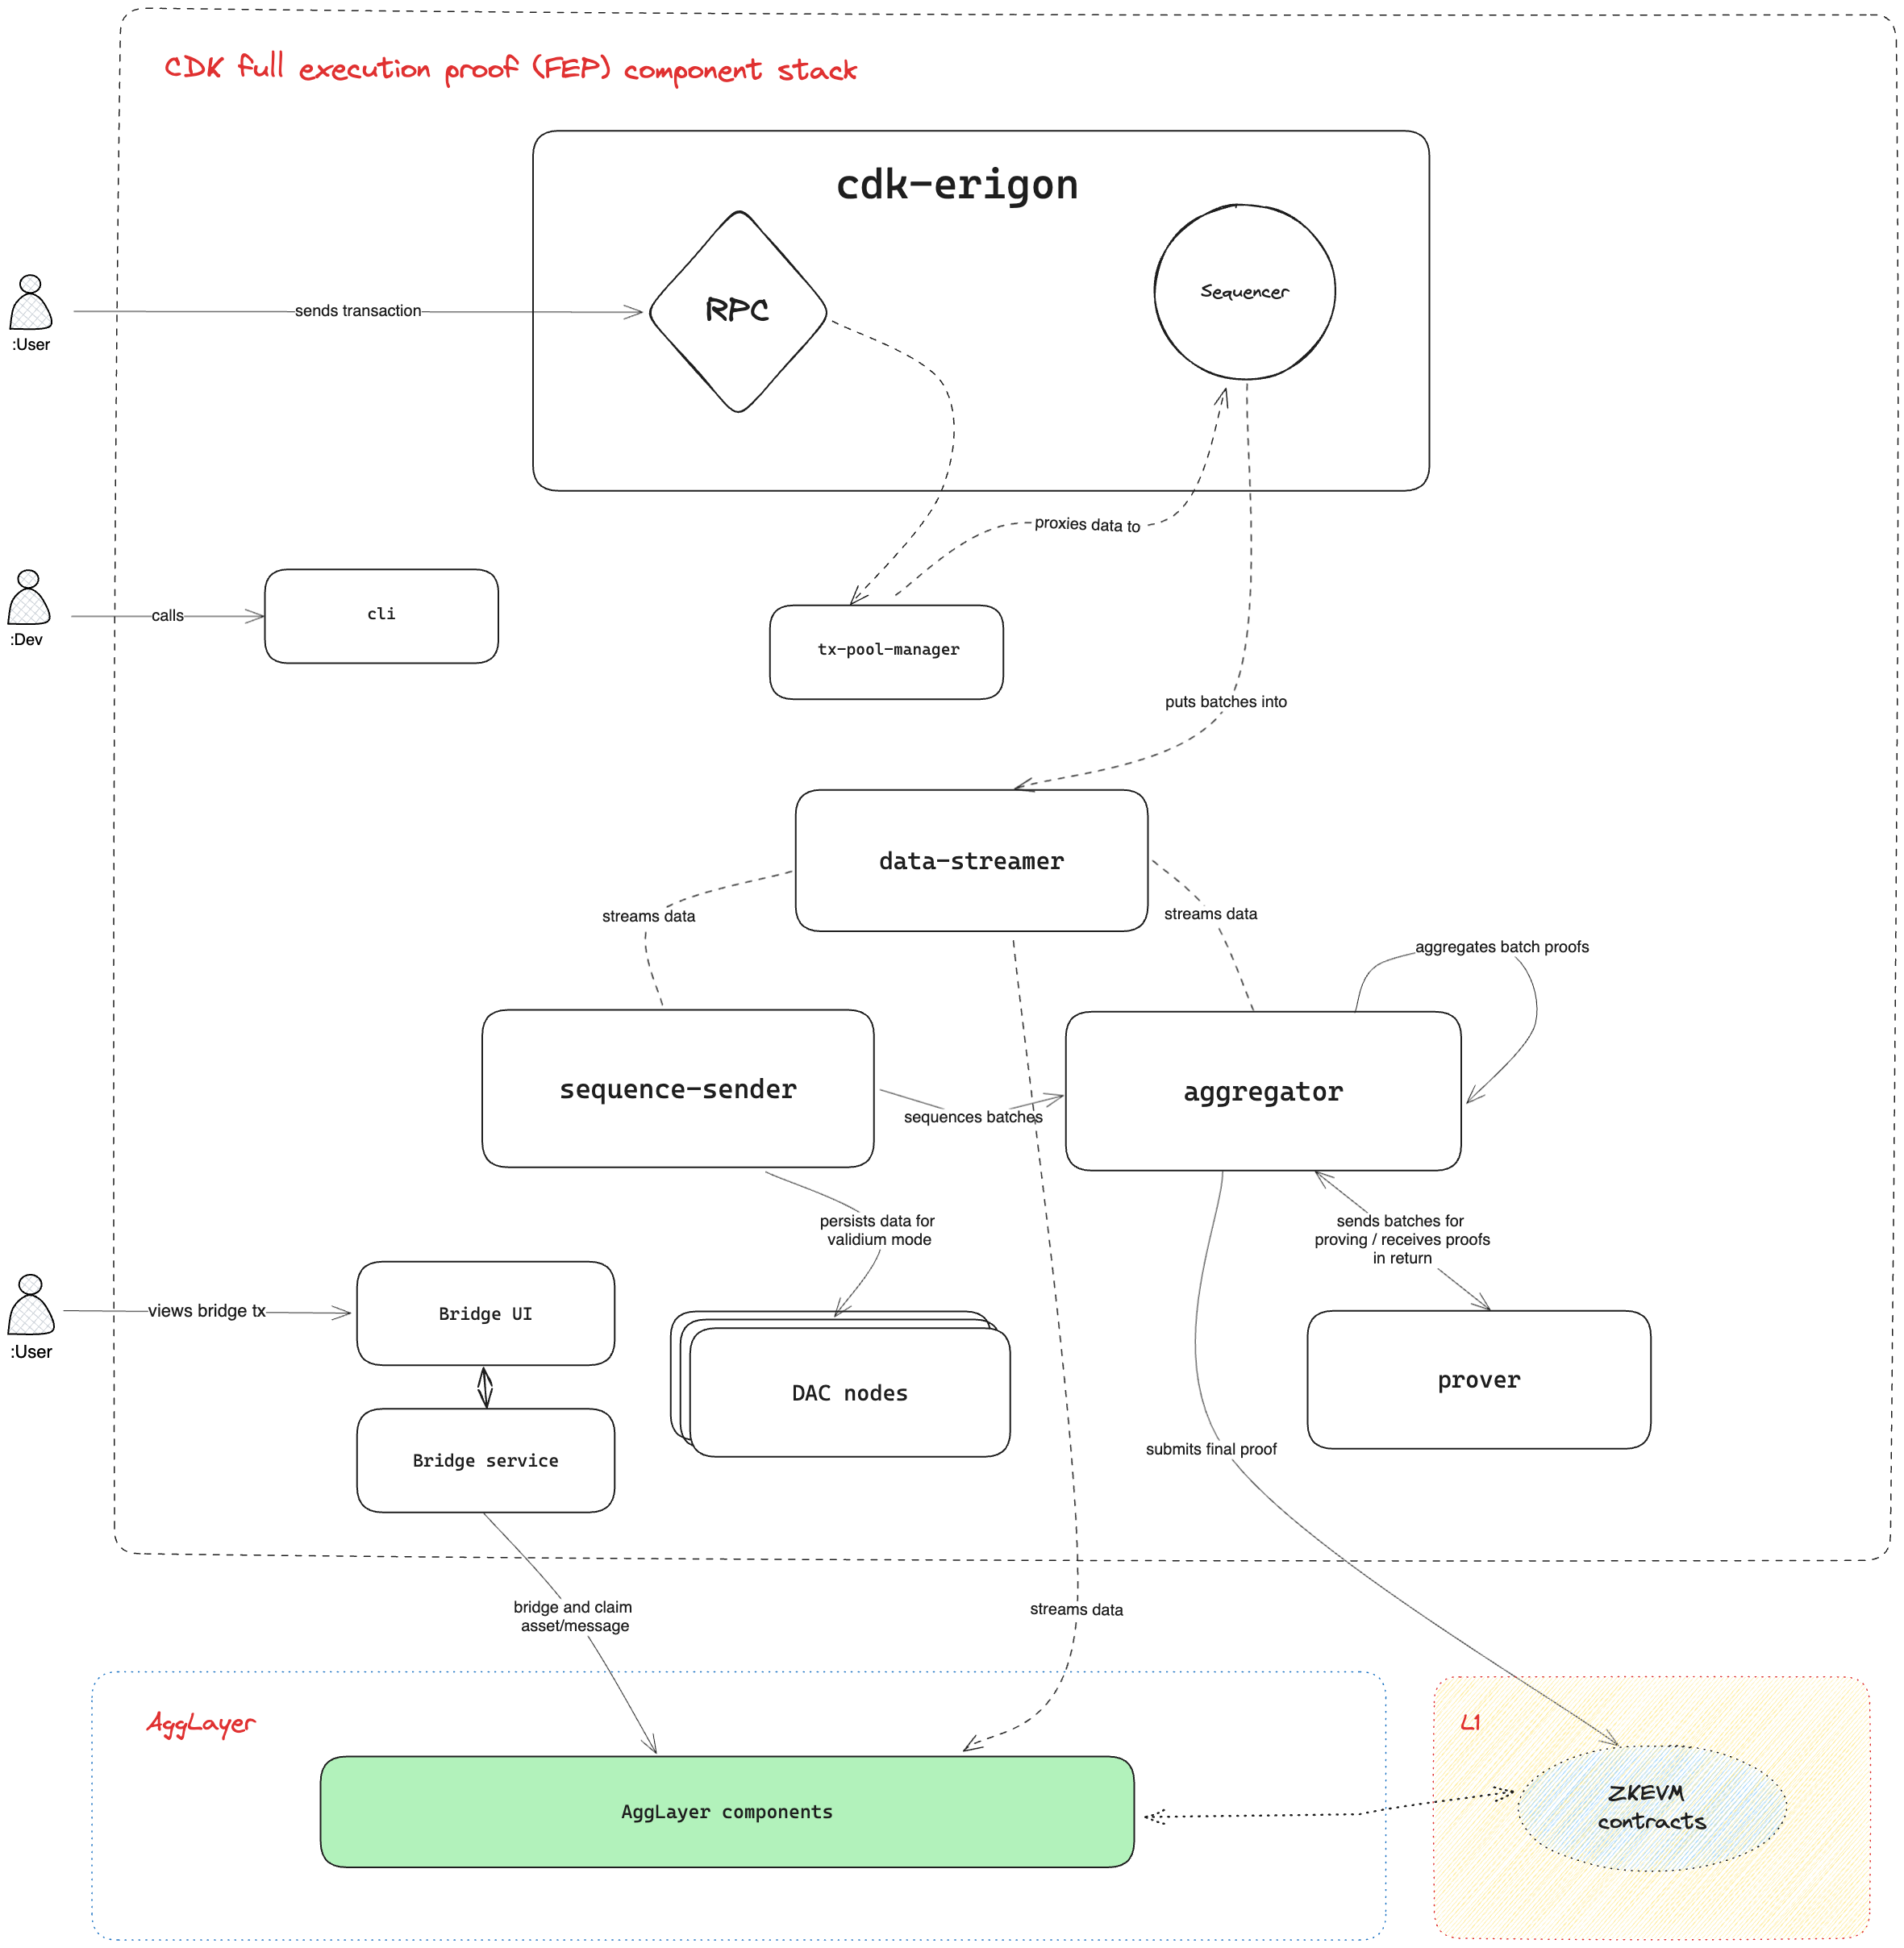 CDK full execution proof (FEP) component stack
cdk-erigon
RPC
Sequencer
sends transaction
:User
proxies data to
calls
cli
:Dev
tx-pool-manager
puts batches into
data-streamer
streams data
streams data
aggregates batch proofs
sequence-sender
aggregator
sequences batches
persists data for
validium mode
sends batches for
proving / receives proofs
in return
views bridge tx
:User
Bridge UI
DAC nodes
prover
Bridge service
submits final proof
bridge and claim
asset/message
streams data
AggLayer
L1
AggLayer components
ZKEVM
contracts